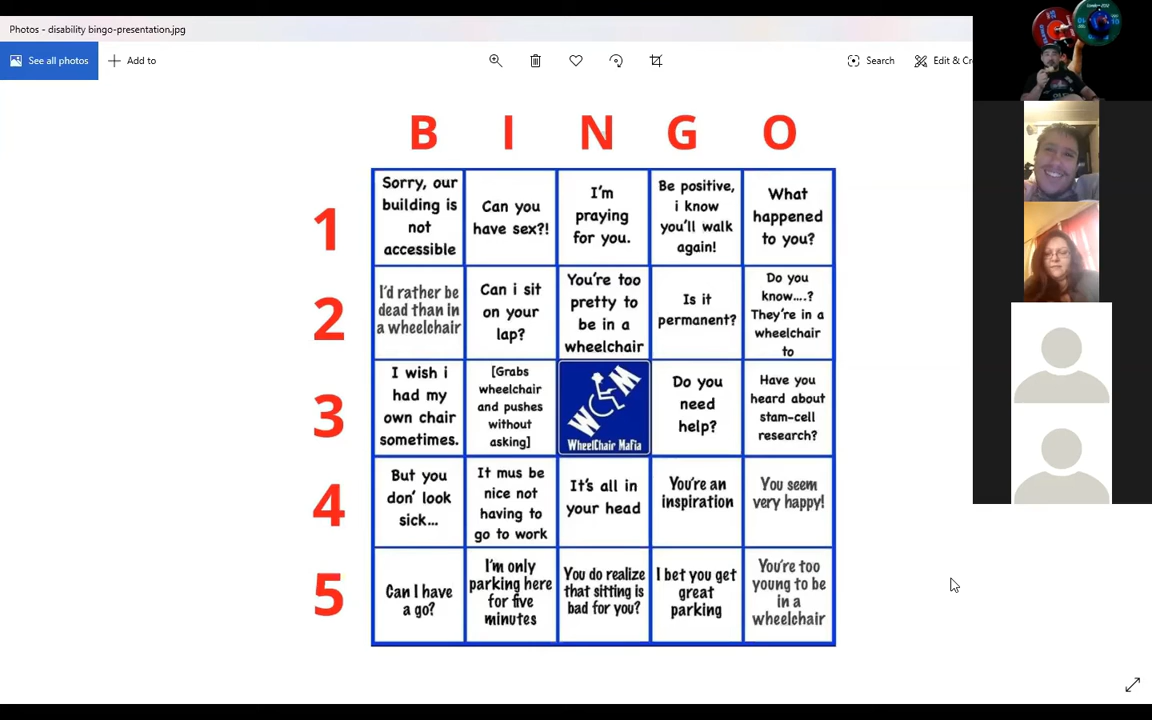 Photos - disability bingo-presentation.jpg
See all photos
Add to
Search
Edit & Cr
B I N G O
1
Sorry, our
building is
not
accessible
Can you
have sex?!
I'm
praying
for you.
Be positive,
i know
you'll walk
again!
What
happened
to you?
2
I'd rather be
dead than in
a wheelchair
Can i sit
on your
lap?
You're too
pretty to
be in a
wheelchair
Is it
permanent?
Do you
know....?
They're in a
wheelchair
to
3
I wish i
had my
own chair
sometimes.
[Grabs
wheelchair
and pushes
without
asking]
W M
WheelChair Mafia
Do you
need
help?
Have you
heard about
stam-cell
research?
4
But you
don' look
sick...
It mus be
nice not
having to
go to work
It's all in
your head
You're an
inspiration
You seem
very happy!
5
Can I have
a go?
I'm only
parking here
for five
minutes
You do realize
that sitting is
bad for you?
I bet you get
great
parking
You're too
young to be
in a
wheelchair